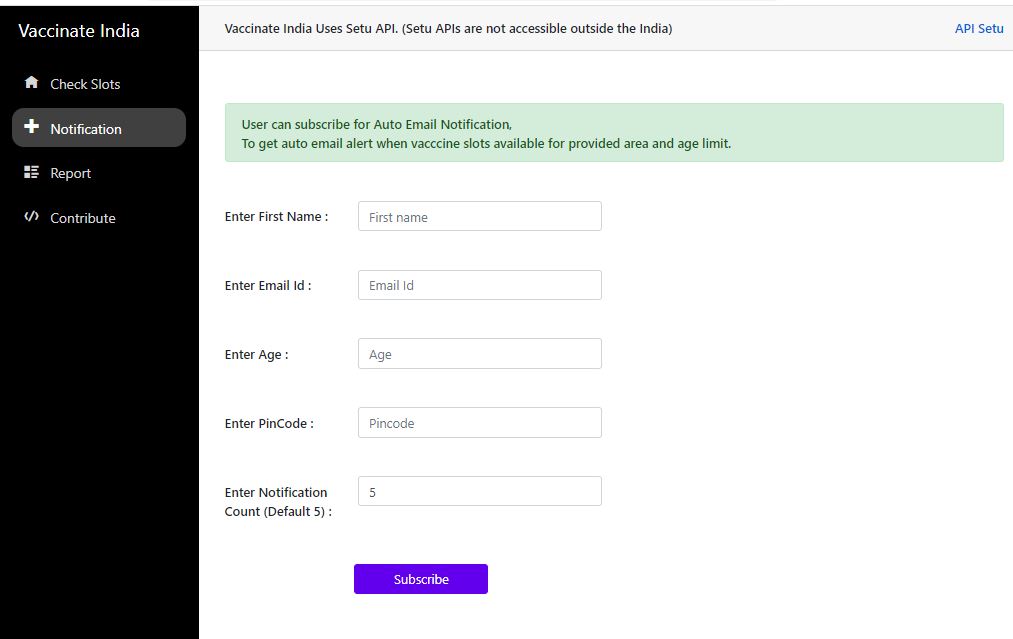 Vaccinate India
Check Slots
Notification
Report
Contribute
Vaccinate India Uses Setu API. (Setu APIs are not accessible outside the India)
API Setu
User can subscribe for Auto Email Notification,
To get auto email alert when vacccine slots available for provided area and age limit.
Enter First Name :
First name
Enter Email Id :
Email Id
Enter Age :
Age
Enter PinCode :
Pincode
Enter Notification
Count (Default 5) :
5
Subscribe